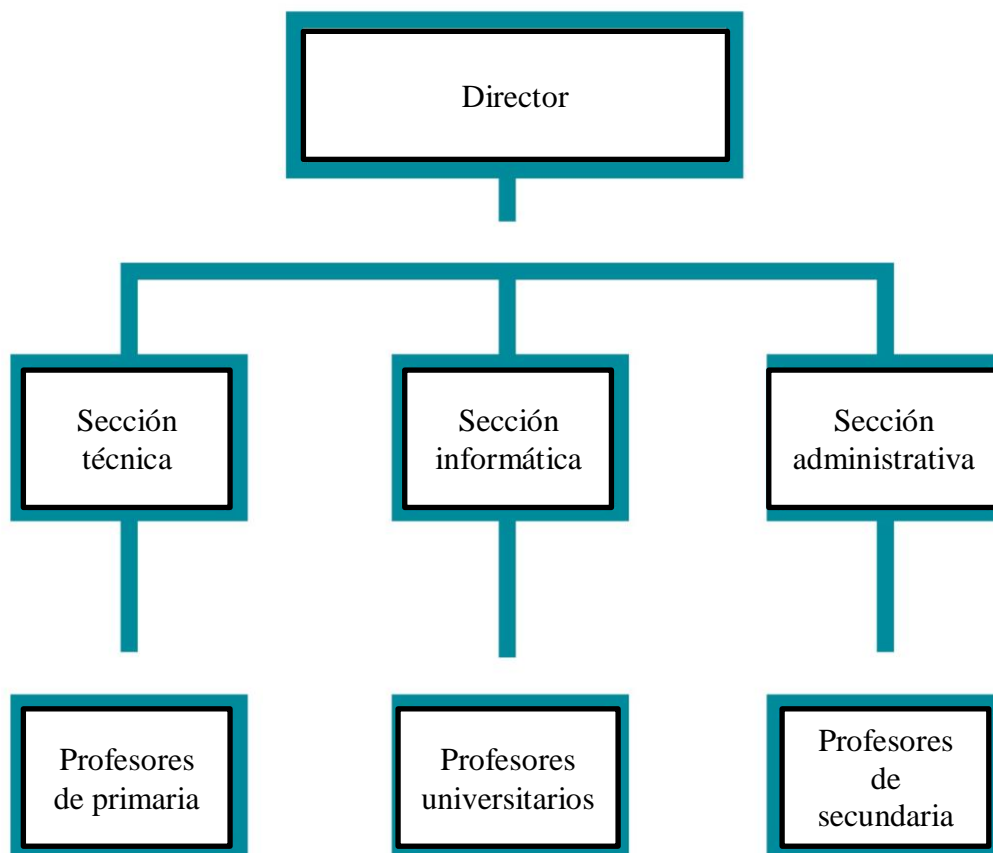 Director
Sección
técnica
Sección
informática
Sección
administrativa
Profesores
de primaria
Profesores
universitarios
Profesores
de
secundaria